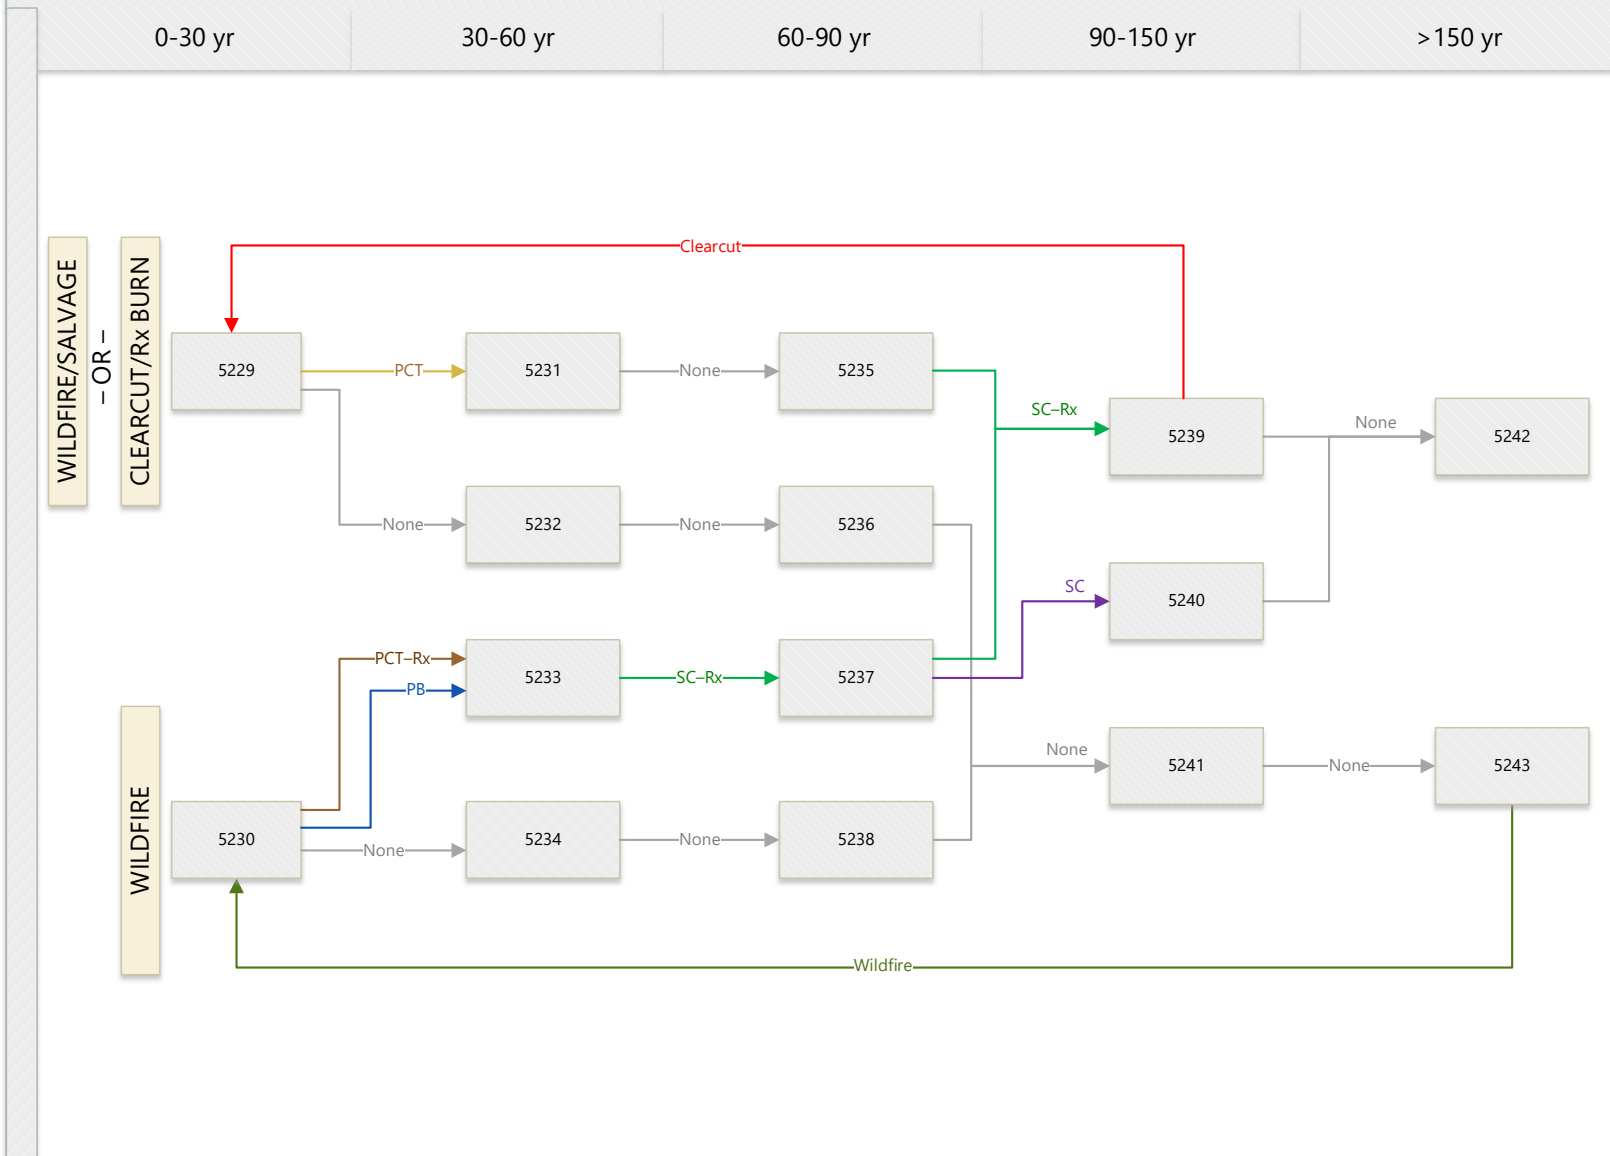 0-30 yr
30-60 yr
60-90 yr
90-150 yr
>150 yr
WILDFIRE/SALVAGE
– OR –
CLEARCUT/Rx BURN
Clearcut
5229
PCT
5231
None
5235
SC–Rx
5239
None
5242
None
5232
None
5236
SC
5240
PCT–Rx
PB
5233
SC–Rx
5237
None
5241
None
5243
WILDFIRE
5230
None
5234
None
5238
Wildfire